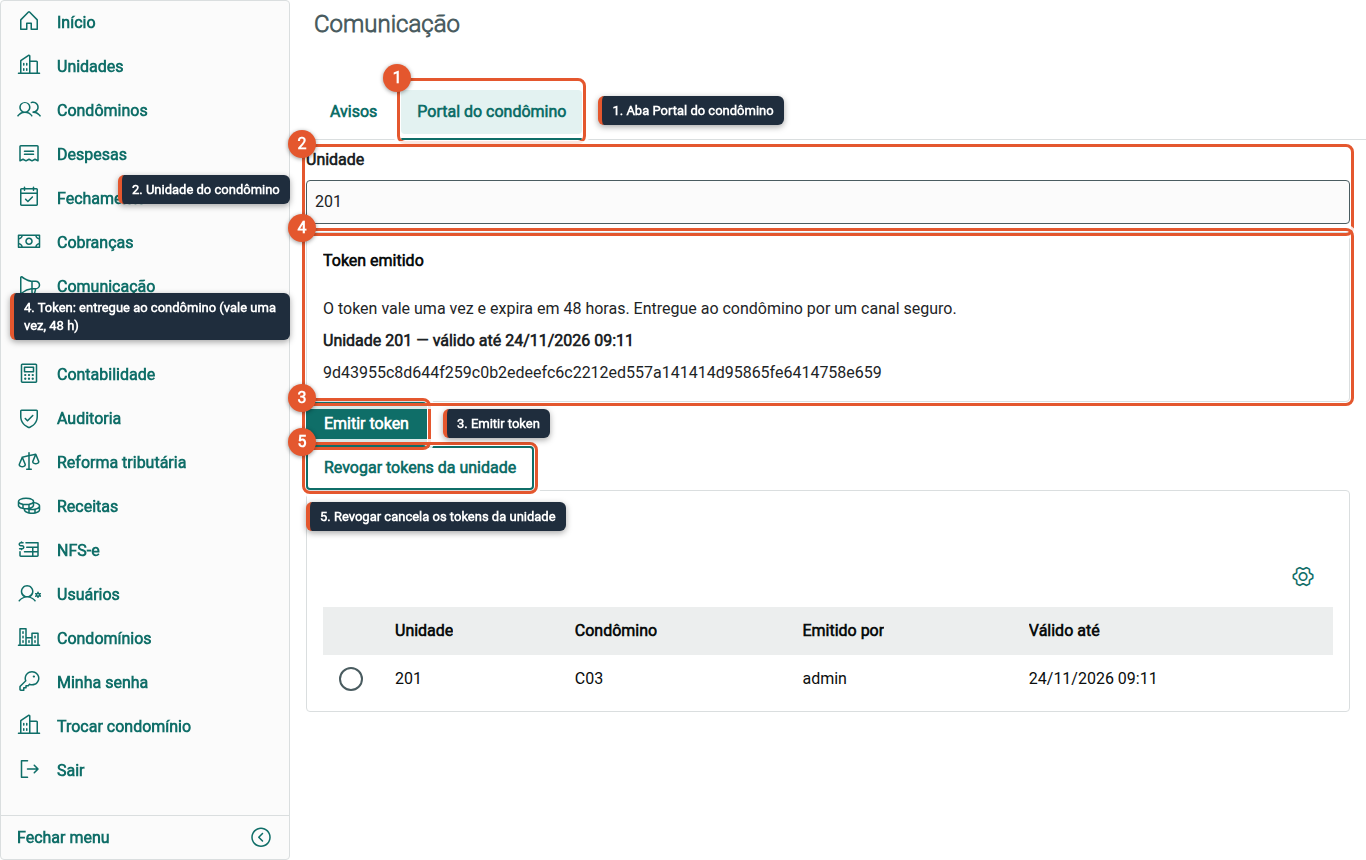 Início
Unidades
Condôminos
Despesas
2. Unidade do condômino
Cobranças
Comunicação
4. Token: entregue ao condômino (vale uma
vez, 48 h)
Contabilidade
Auditoria
Reforma tributária
Receitas
NFS-e
Usuários
Condomínios
Minha senha
Trocar condomínio
Sair
Fechar menu
Comunicação
1
Avisos
Portal do condômino
1. Aba Portal do condômino
2
Unidade
201
4
Token emitido
O token vale uma vez e expira em 48 horas. Entregue ao condômino por um canal seguro.
Unidade 201 — válido até 24/11/2026 09:11
9d43955c8d644f259c0b2edeefc6c2212ed557a141414d95865fe6414758e659
3
Emitir token
3. Emitir token
5
Revogar tokens da unidade
5. Revogar cancela os tokens da unidade
Unidade Condômino Emitido por Válido até
201 C03 admin 24/11/2026 09:11